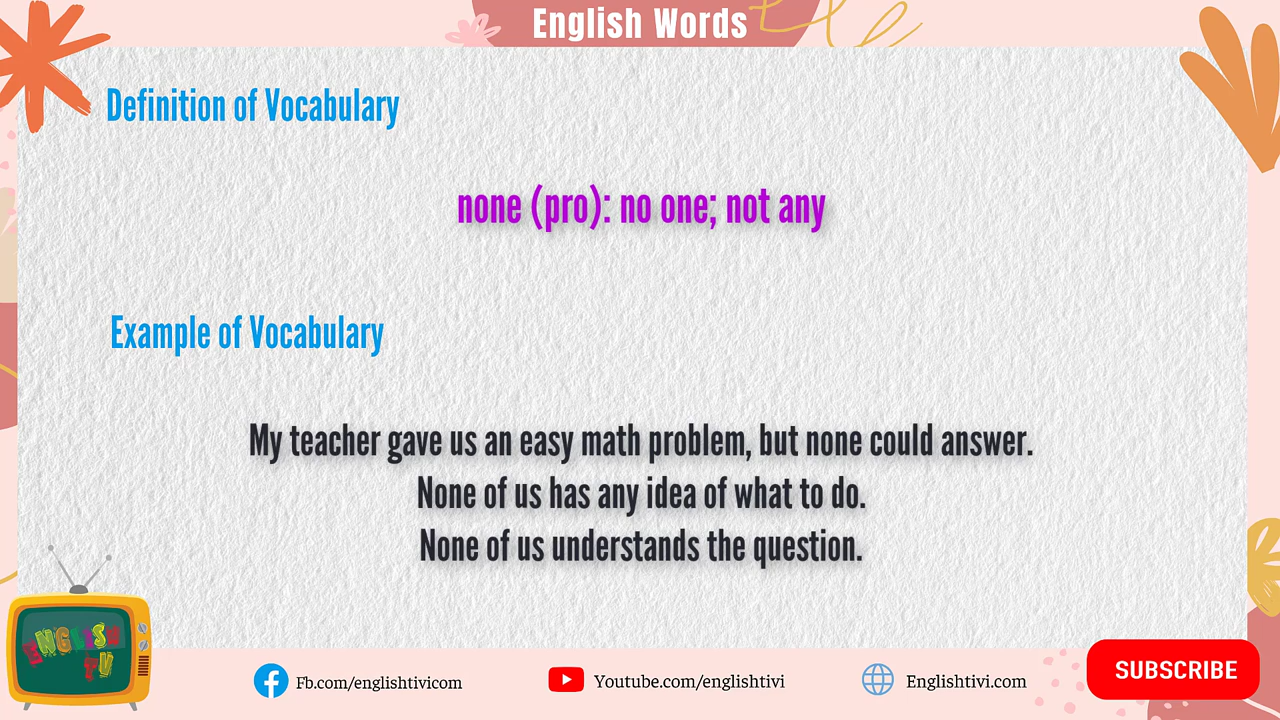 English Words
Definition of Vocabulary
none (pro): no one; not any
Example of Vocabulary
My teacher gave us an easy math problem, but none could answer.
None of us has any idea of what to do.
None of us understands the question.
ENGLISH
TV
Fb.com/englishtivicom
Youtube.com/englishtivi
Englishtivi.com
SUBSCRIBE